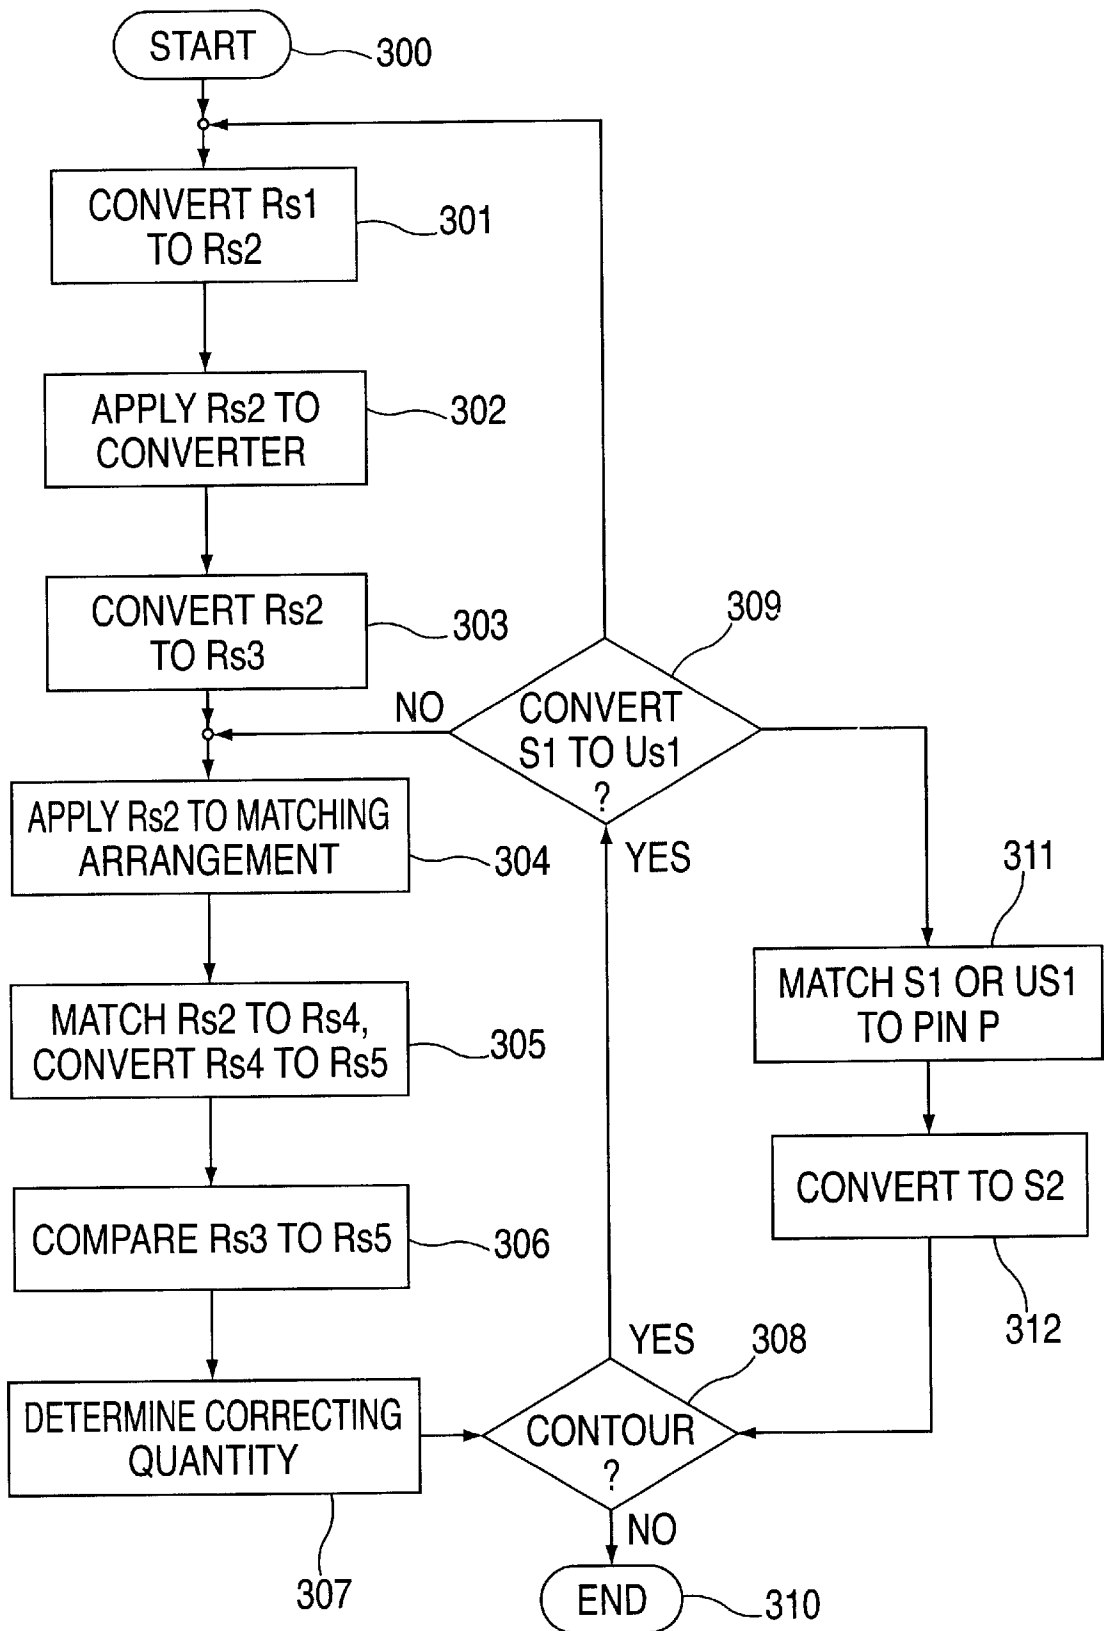 START
300
CONVERT Rs1
TO Rs2
301
APPLY Rs2 TO
CONVERTER
302
CONVERT Rs2
TO Rs3
303
309
NO
CONVERT
S1 TO Us1
?
YES
APPLY Rs2 TO MATCHING
ARRANGEMENT
304
311
MATCH S1 OR US1
TO PIN P
MATCH Rs2 TO Rs4,
CONVERT Rs4 TO Rs5
305
CONVERT TO S2
312
COMPARE Rs3 TO Rs5
306
YES
308
DETERMINE CORRECTING
QUANTITY
307
CONTOUR
?
NO
END
310